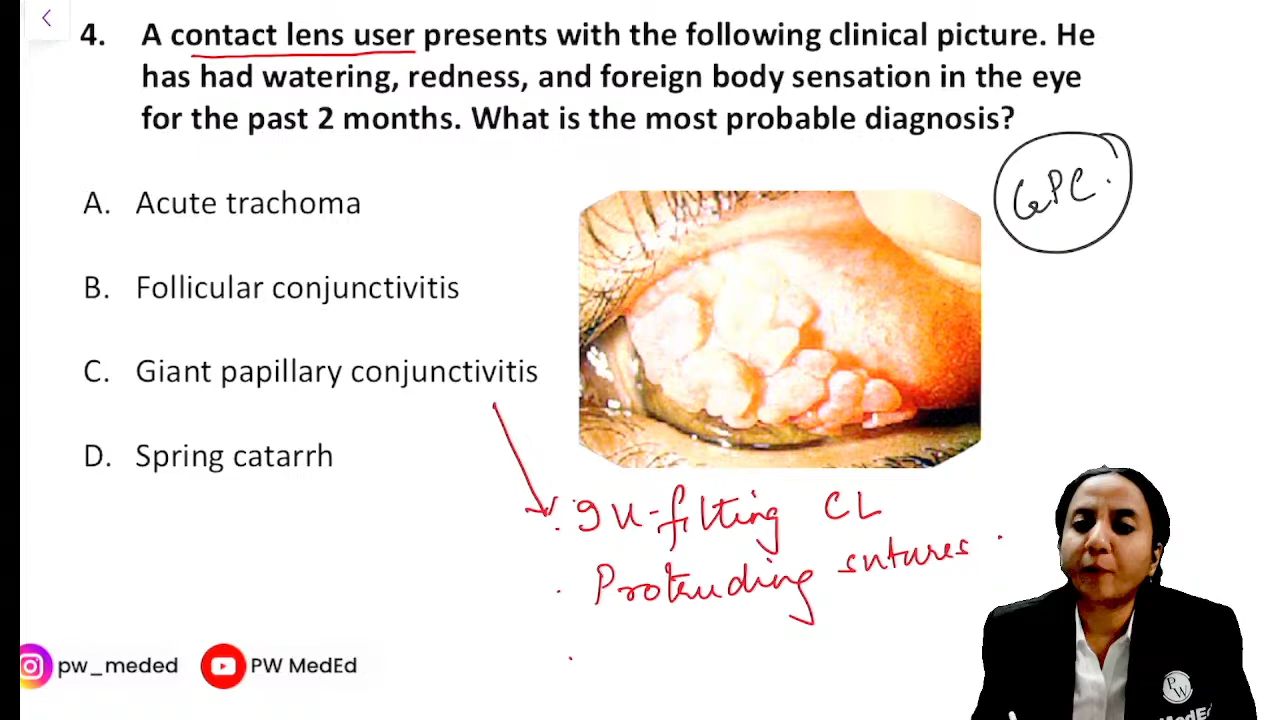 4. A contact lens user presents with the following clinical picture. He
has had watering, redness, and foreign body sensation in the eye
for the past 2 months. What is the most probable diagnosis?
GPC.
A. Acute trachoma
B. Follicular conjunctivitis
C. Giant papillary conjunctivitis
D. Spring catarrh
· Ill-fitting CL
· Protruding sutures
pw_meded
PW MedEd
PW
MedEd